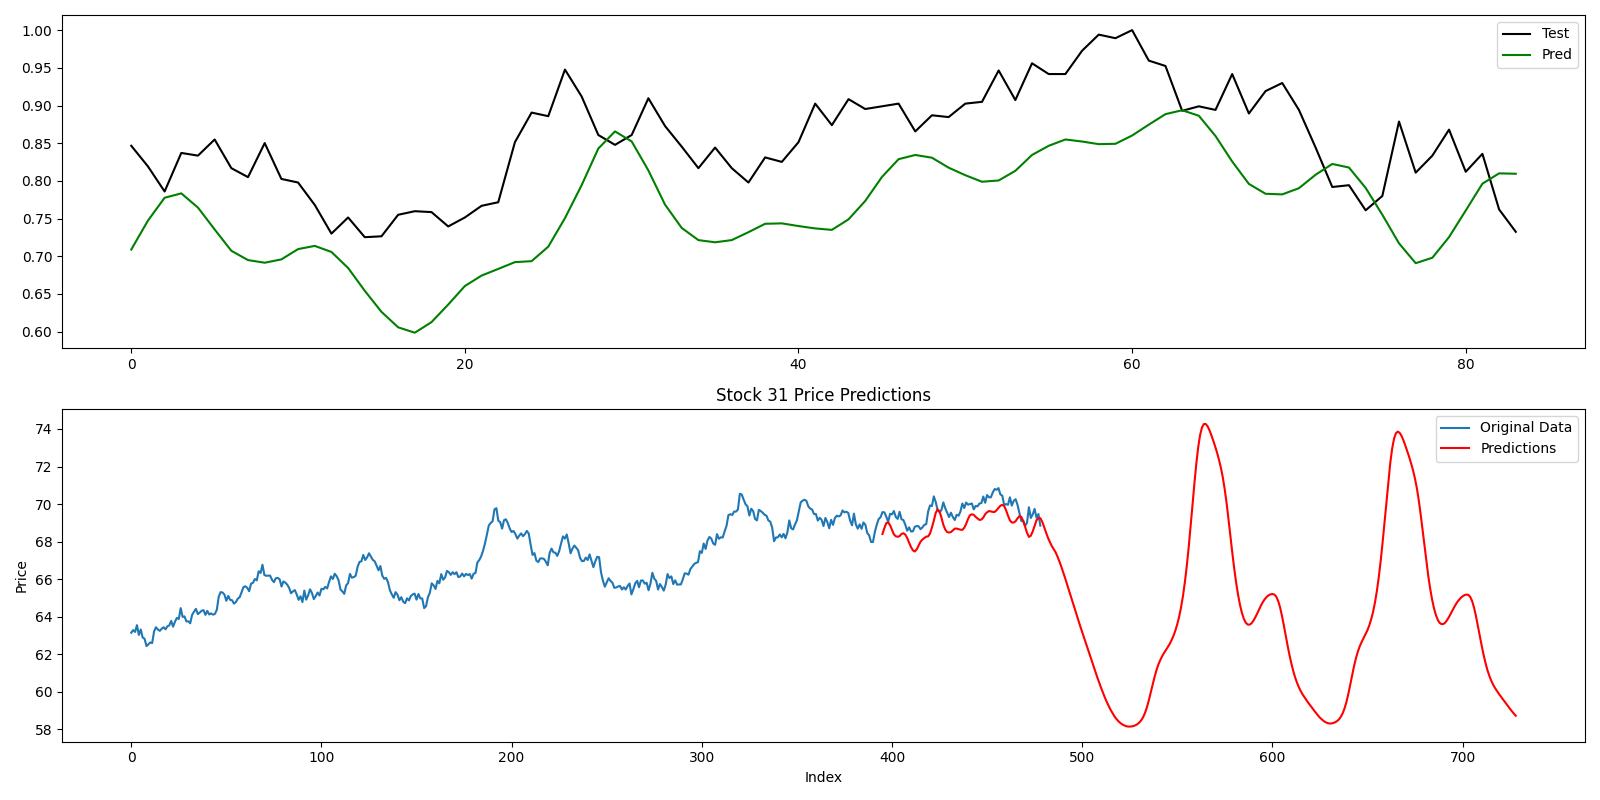 1.00
0.95
0.90
0.85
0.80
0.75
0.70
0.65
0.60
Test
Pred
0 20 40 60 80
Stock 31 Price Predictions
Price
74
72
70
68
66
64
62
60
58
Original Data
Predictions
0 100 200 300 400 500 600 700
Index